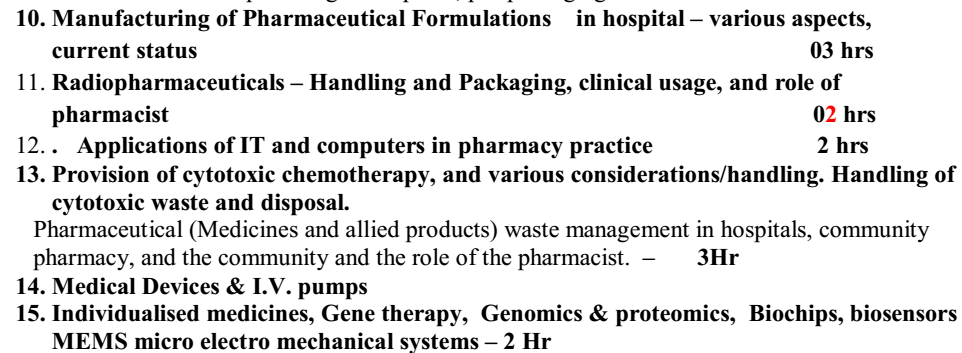 10. Manufacturing of Pharmaceutical Formulations in hospital – various aspects,
current status 03 hrs
11. Radiopharmaceuticals – Handling and Packaging, clinical usage, and role of
pharmacist 02 hrs
12. . Applications of IT and computers in pharmacy practice 2 hrs
13. Provision of cytotoxic chemotherapy, and various considerations/handling. Handling of
cytotoxic waste and disposal.
Pharmaceutical (Medicines and allied products) waste management in hospitals, community
pharmacy, and the community and the role of the pharmacist. – 3Hr
14. Medical Devices & I.V. pumps
15. Individualised medicines, Gene therapy, Genomics & proteomics, Biochips, biosensors
MEMS micro electro mechanical systems – 2 Hr